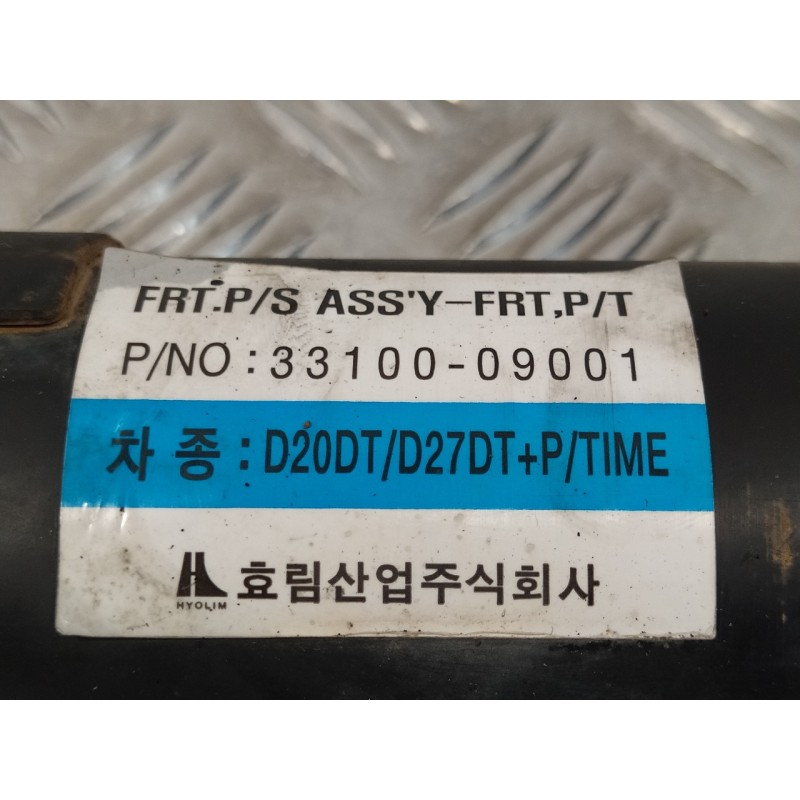 FRT.P/S ASS'Y-FRT,P/T
P/NO : 33100-09001
차 종 : D20DT/D27DT+P/TIME
HYOLIM 효림산업주식회사